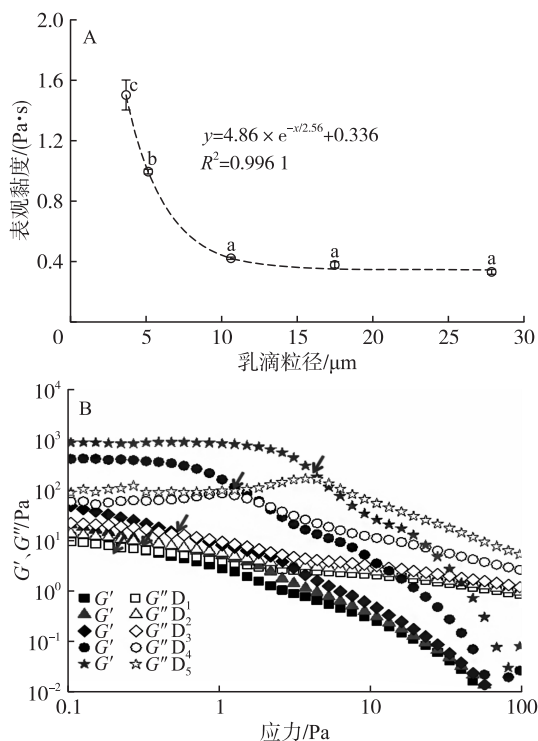 A
2.0
1.6
1.2
0.8
0.4
0
表观黏度/(Pa•s)
c
b
a
a
a
y=4.86 × e^{-x/2.56}+0.336
R²=0.996 1
0 5 10 15 20 25 30
乳滴粒径/μm
B
10⁴
10³
10²
10¹
10⁰
10⁻¹
10⁻²
G′、G″/Pa
G′ G″ D₁
G′ G″ D₂
G′ G″ D₃
G′ G″ D₄
G′ G″ D₅
0.1 1 10 100
应力/Pa